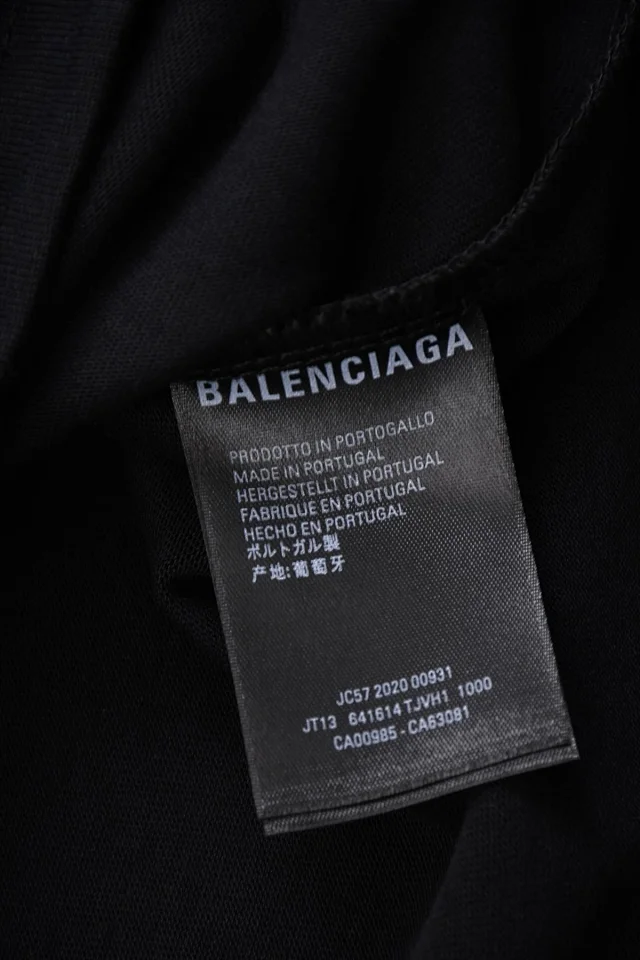 BALENCIAGA
PRODOTTO IN PORTOGALLO
MADE IN PORTUGAL
HERGESTELLT IN PORTUGAL
FABRIQUÉ EN PORTUGAL
HECHO EN PORTUGAL
ポルトガル製
产地:葡萄牙
JC57 2020 00931
JT13 641614 TJVH1 1000
CA00985 - CA63081